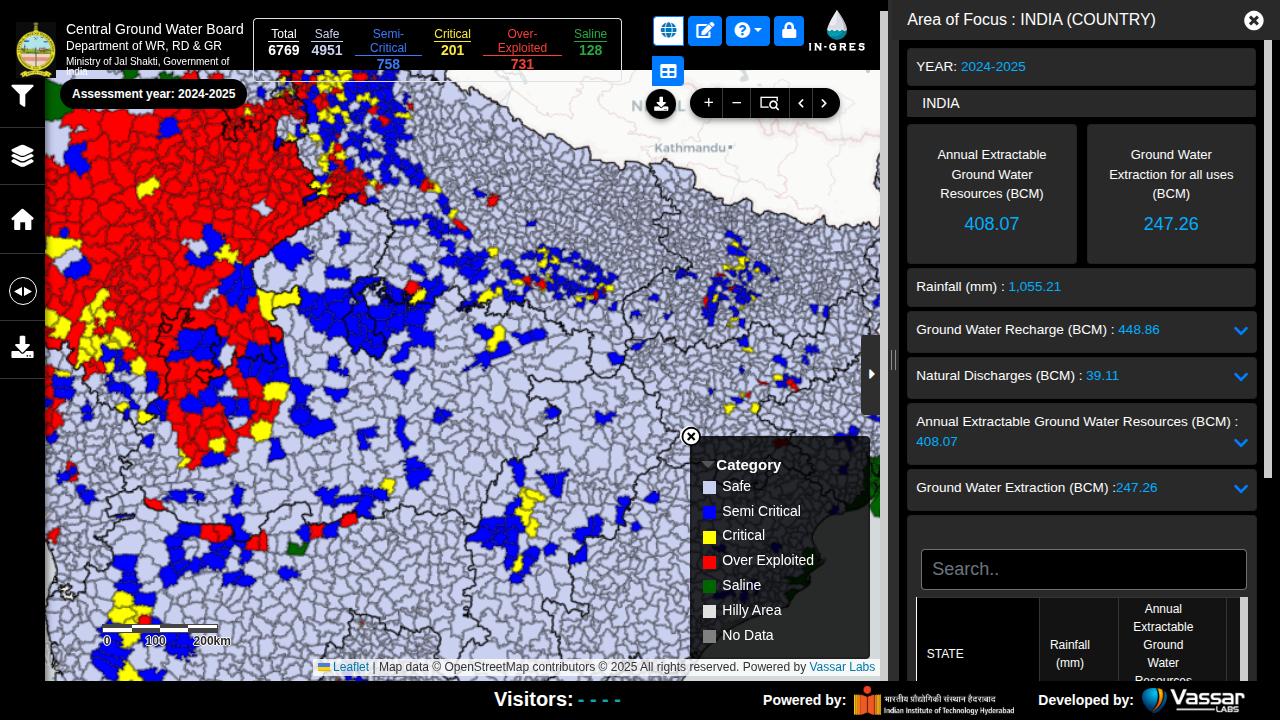 Central Ground Water Board
Department of WR, RD & GR
Ministry of Jal Shakti, Government of India
Total
6769
Safe
4951
Semi-Critical
758
Critical
201
Over-Exploited
731
Saline
128
IN-GRES
Assessment year: 2024-2025
Kathmandu
0 100 200km
Category
Safe
Semi Critical
Critical
Over Exploited
Saline
Hilly Area
No Data
Leaflet | Map data © OpenStreetMap contributors © 2025 All rights reserved. Powered by Vassar Labs
Area of Focus : INDIA (COUNTRY)
YEAR: 2024-2025
INDIA
Annual Extractable
Ground Water
Resources (BCM)
408.07
Ground Water
Extraction for all uses
(BCM)
247.26
Rainfall (mm) : 1,055.21
Ground Water Recharge (BCM) : 448.86
Natural Discharges (BCM) : 39.11
Annual Extractable Ground Water Resources (BCM) :
408.07
Ground Water Extraction (BCM) :247.26
Search..
STATE
Rainfall
(mm)
Annual
Extractable
Ground
Water
Resources
Visitors: - - - -
Powered by:
भारतीय प्रौद्योगिकी संस्थान हैदराबाद
Indian Institute of Technology Hyderabad
Developed by:
Vassar
LABS